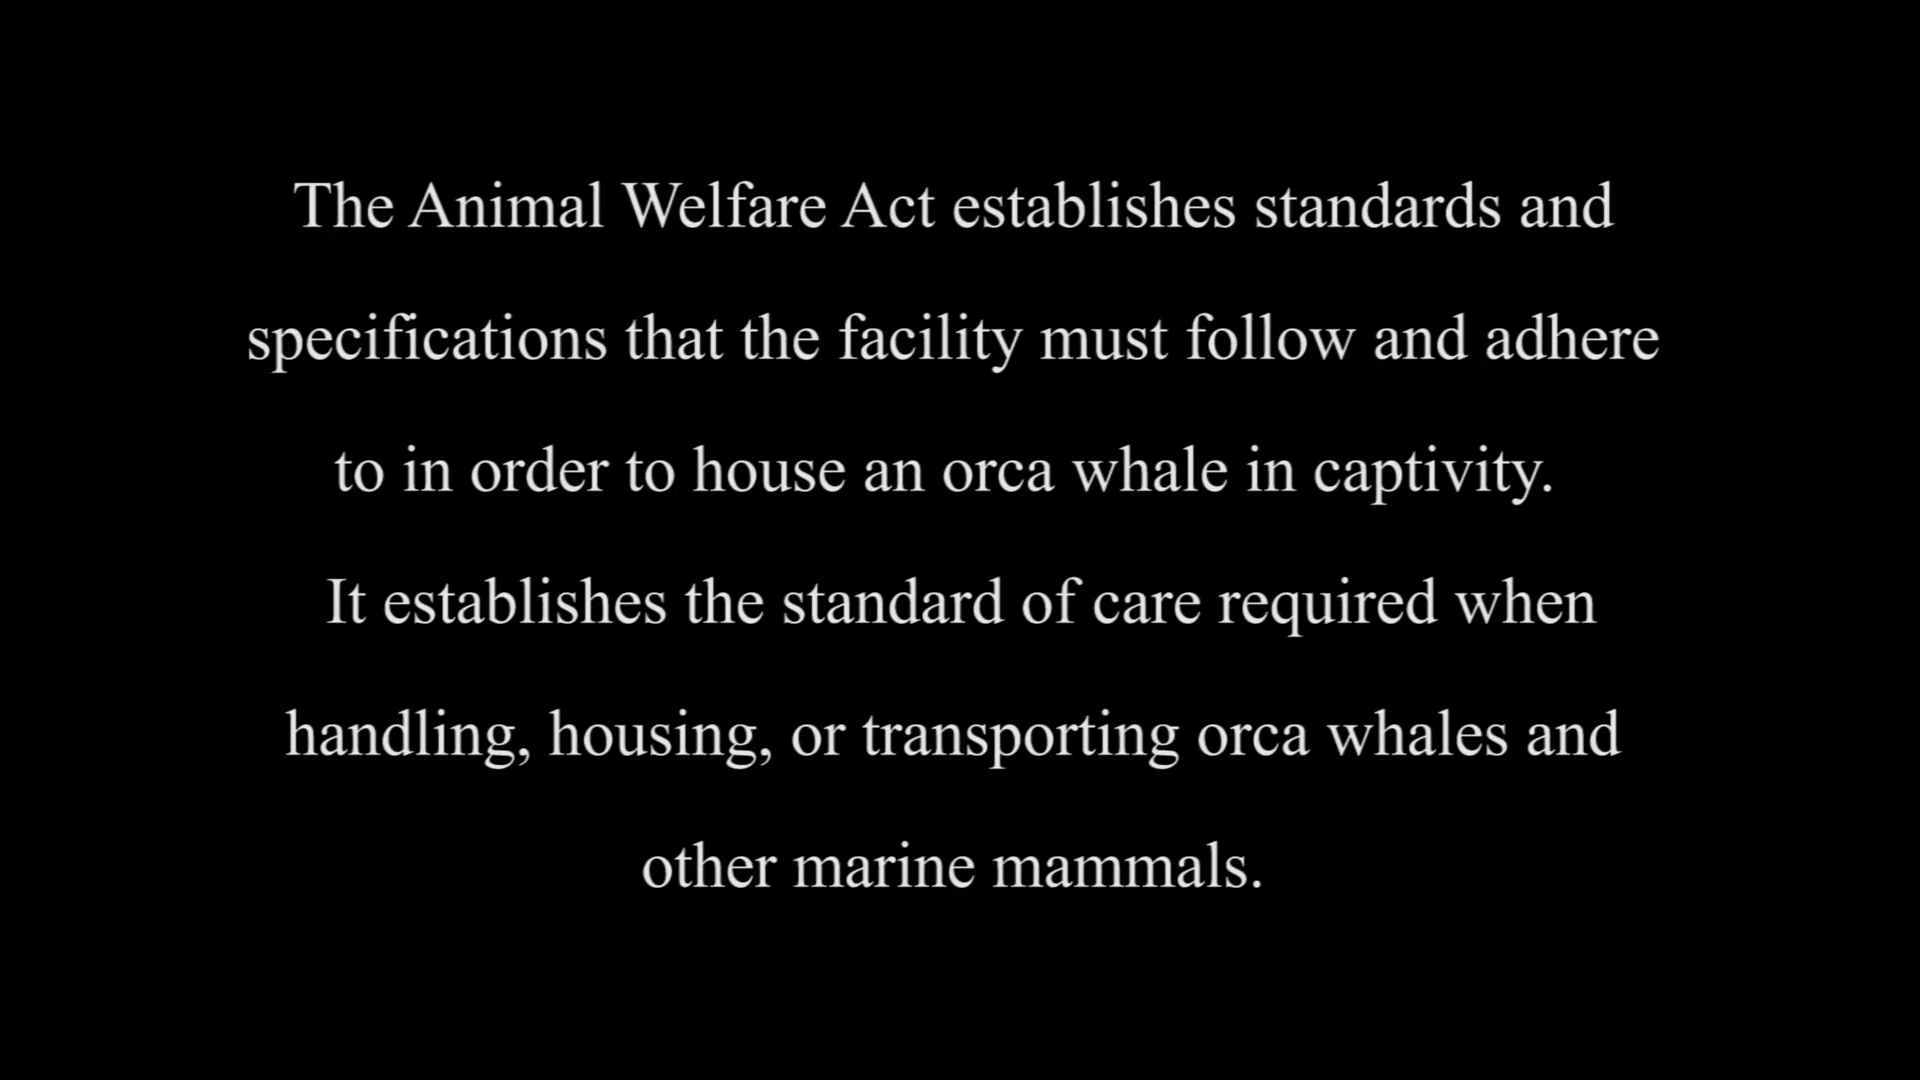 The Animal Welfare Act establishes standards and
specifications that the facility must follow and adhere
to in order to house an orca whale in captivity.
It establishes the standard of care required when
handling, housing, or transporting orca whales and
other marine mammals.